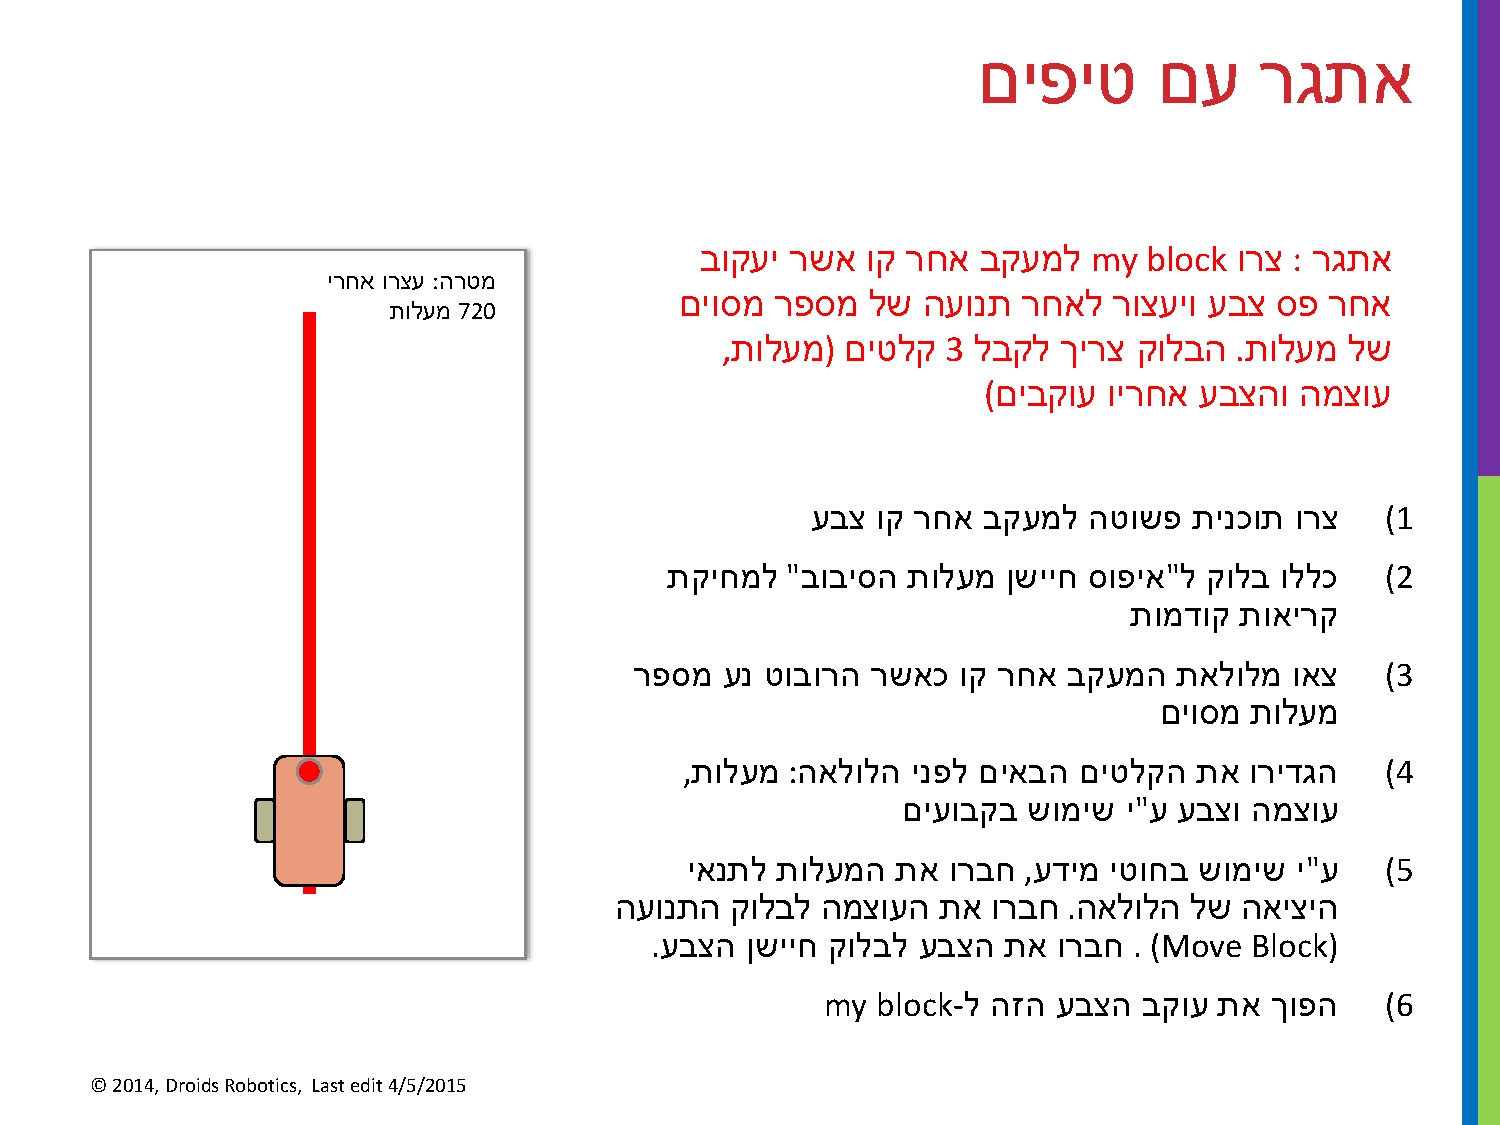 אתגר עם טיפים
אתגר : צרו my block למעקב אחר קו אשר יעקוב
אחר פס צבע ויעצור לאחר תנועה של מספר מסוים
של מעלות. הבלוק צריך לקבל 3 קלטים (מעלות,
עוצמה והצבע אחריו עוקבים)
1) צרו תוכנית פשוטה למעקב אחר קו צבע
2) כללו בלוק ל"איפוס חיישן מעלות הסיבוב" למחיקת
קריאות קודמות
3) צאו מלולאת המעקב אחר קו כאשר הרובוט נע מספר
מעלות מסוים
4) הגדירו את הקלטים הבאים לפני הלולאה: מעלות,
עוצמה וצבע ע"י שימוש בקבועים
5) ע"י שימוש בחוטי מידע, חברו את המעלות לתנאי
היציאה של הלולאה. חברו את העוצמה לבלוק התנועה
(Move Block) . חברו את הצבע לבלוק חיישן הצבע.
6) הפוך את עוקב הצבע הזה ל-my block
מטרה: עצרו אחרי
720 מעלות
© 2014, Droids Robotics, Last edit 4/5/2015